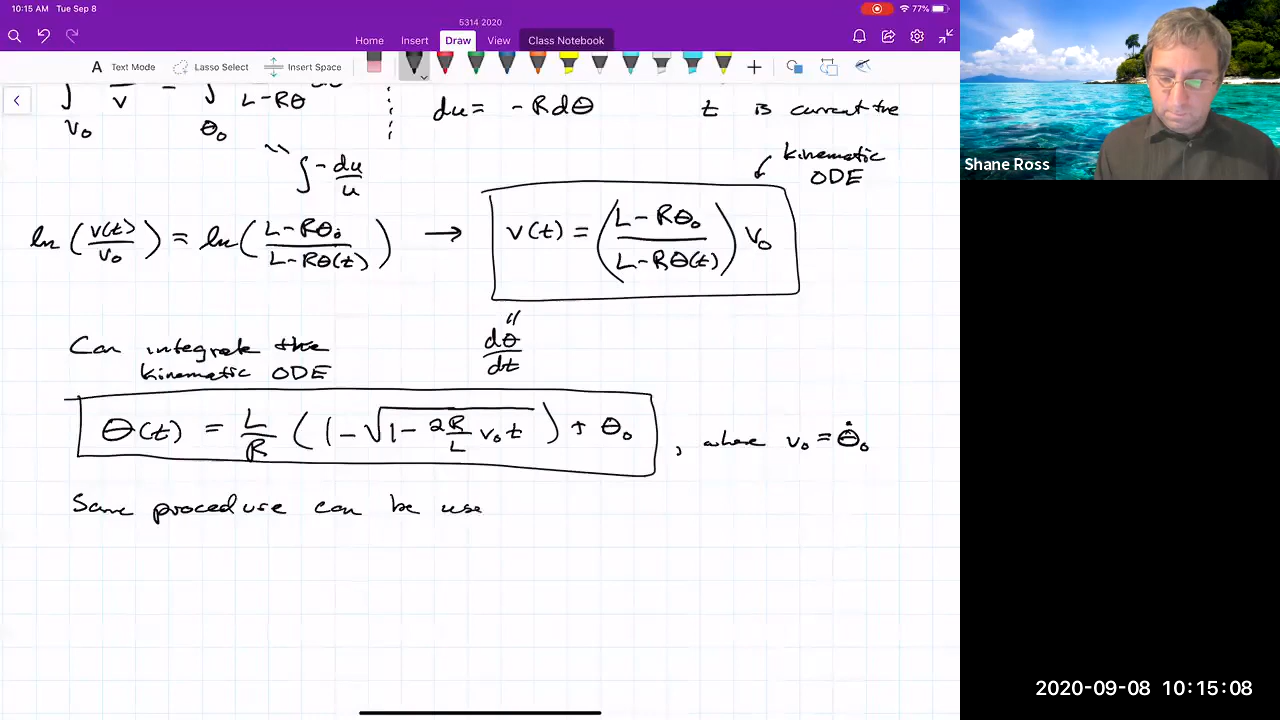 10:15 AM Tue Sep 8
77%
5314 2020
Home Insert Draw View Class Notebook
A Text Mode Lasso Select Insert Space
∫ v₀ / v = ∫ θ₀ / L-Rθ
du = -R dθ
t is current time
∫ -du/u
kinematic ODE
ln (v(t)/v₀) = ln (L-Rθ₀ / L-Rθ(t)) → v(t) = (L-Rθ₀ / L-Rθ(t)) v₀
Can integrate the
kinematic ODE
dθ/dt
θ(t) = L/R (1-√(1- 2R/L v₀t)) + θ₀ , where v₀ = θ̇₀
Same procedure can be use
Shane Ross
2020-09-08 10:15:08